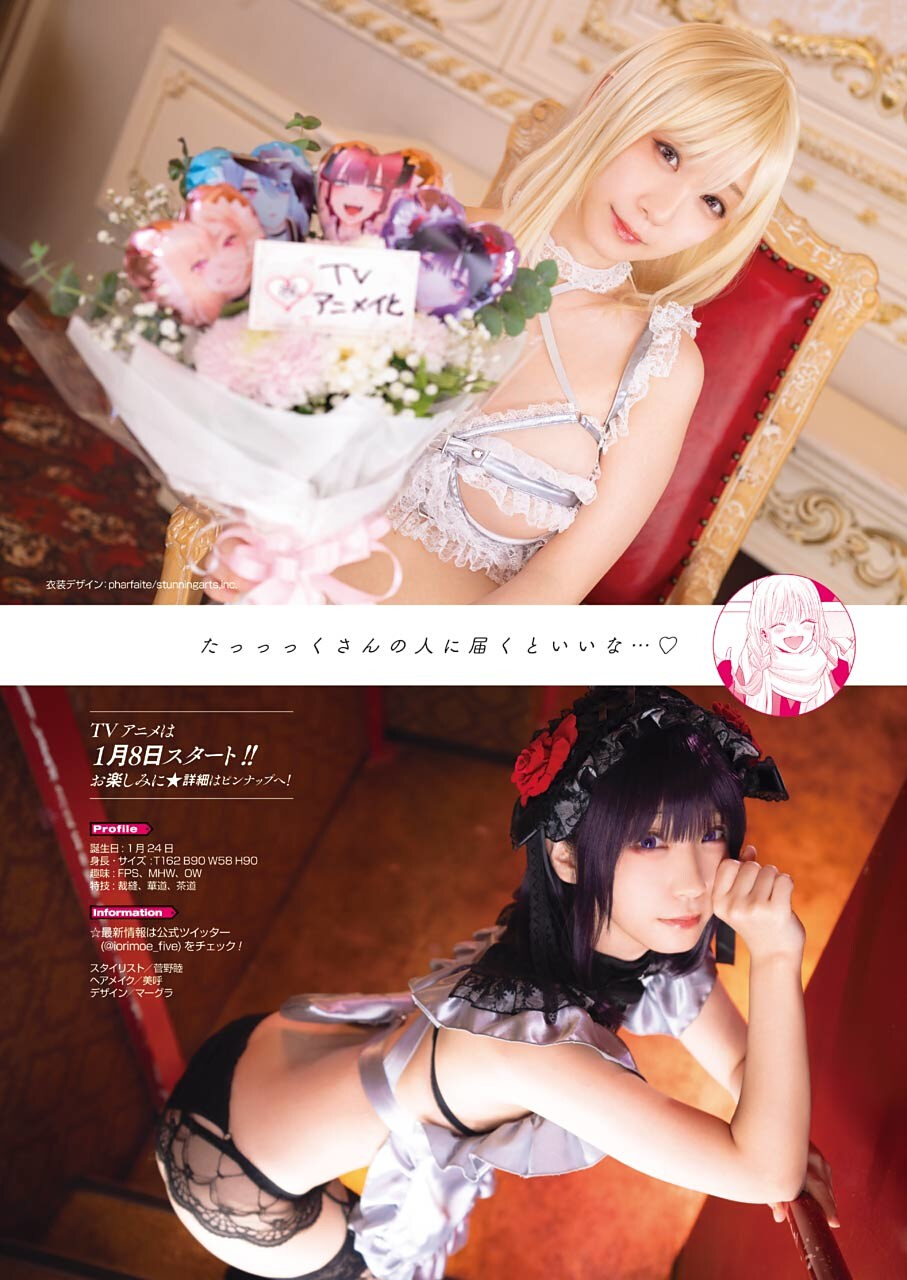 TV
アニメ化
衣装デザイン：pharfaite/stunningarts.inc.
たっっっくさんの人に届くといいな…♡
TVアニメは
1月8日スタート!!
お楽しみに★詳細はピンナップへ!
Profile
誕生日：1月24日
身長・サイズ：T162 B90 W58 H90
趣味：FPS、MHW、OW
特技：裁縫、華道、茶道
Information
☆最新情報は公式ツイッター
(@iorimoe_five)をチェック！
スタイリスト／菅野睦
ヘアメイク／美呼
デザイン／マーグラ